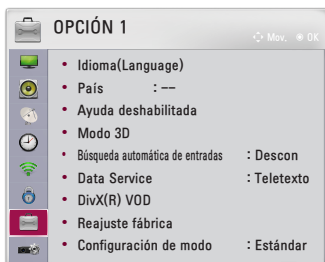 OPCIÓN 1
Mov. OK
• Idioma(Language)
• País : --
• Ayuda deshabilitada
• Modo 3D
• Búsqueda automática de entradas : Descon
• Data Service : Teletexto
• DivX(R) VOD
• Reajuste fábrica
• Configuración de modo : Estándar